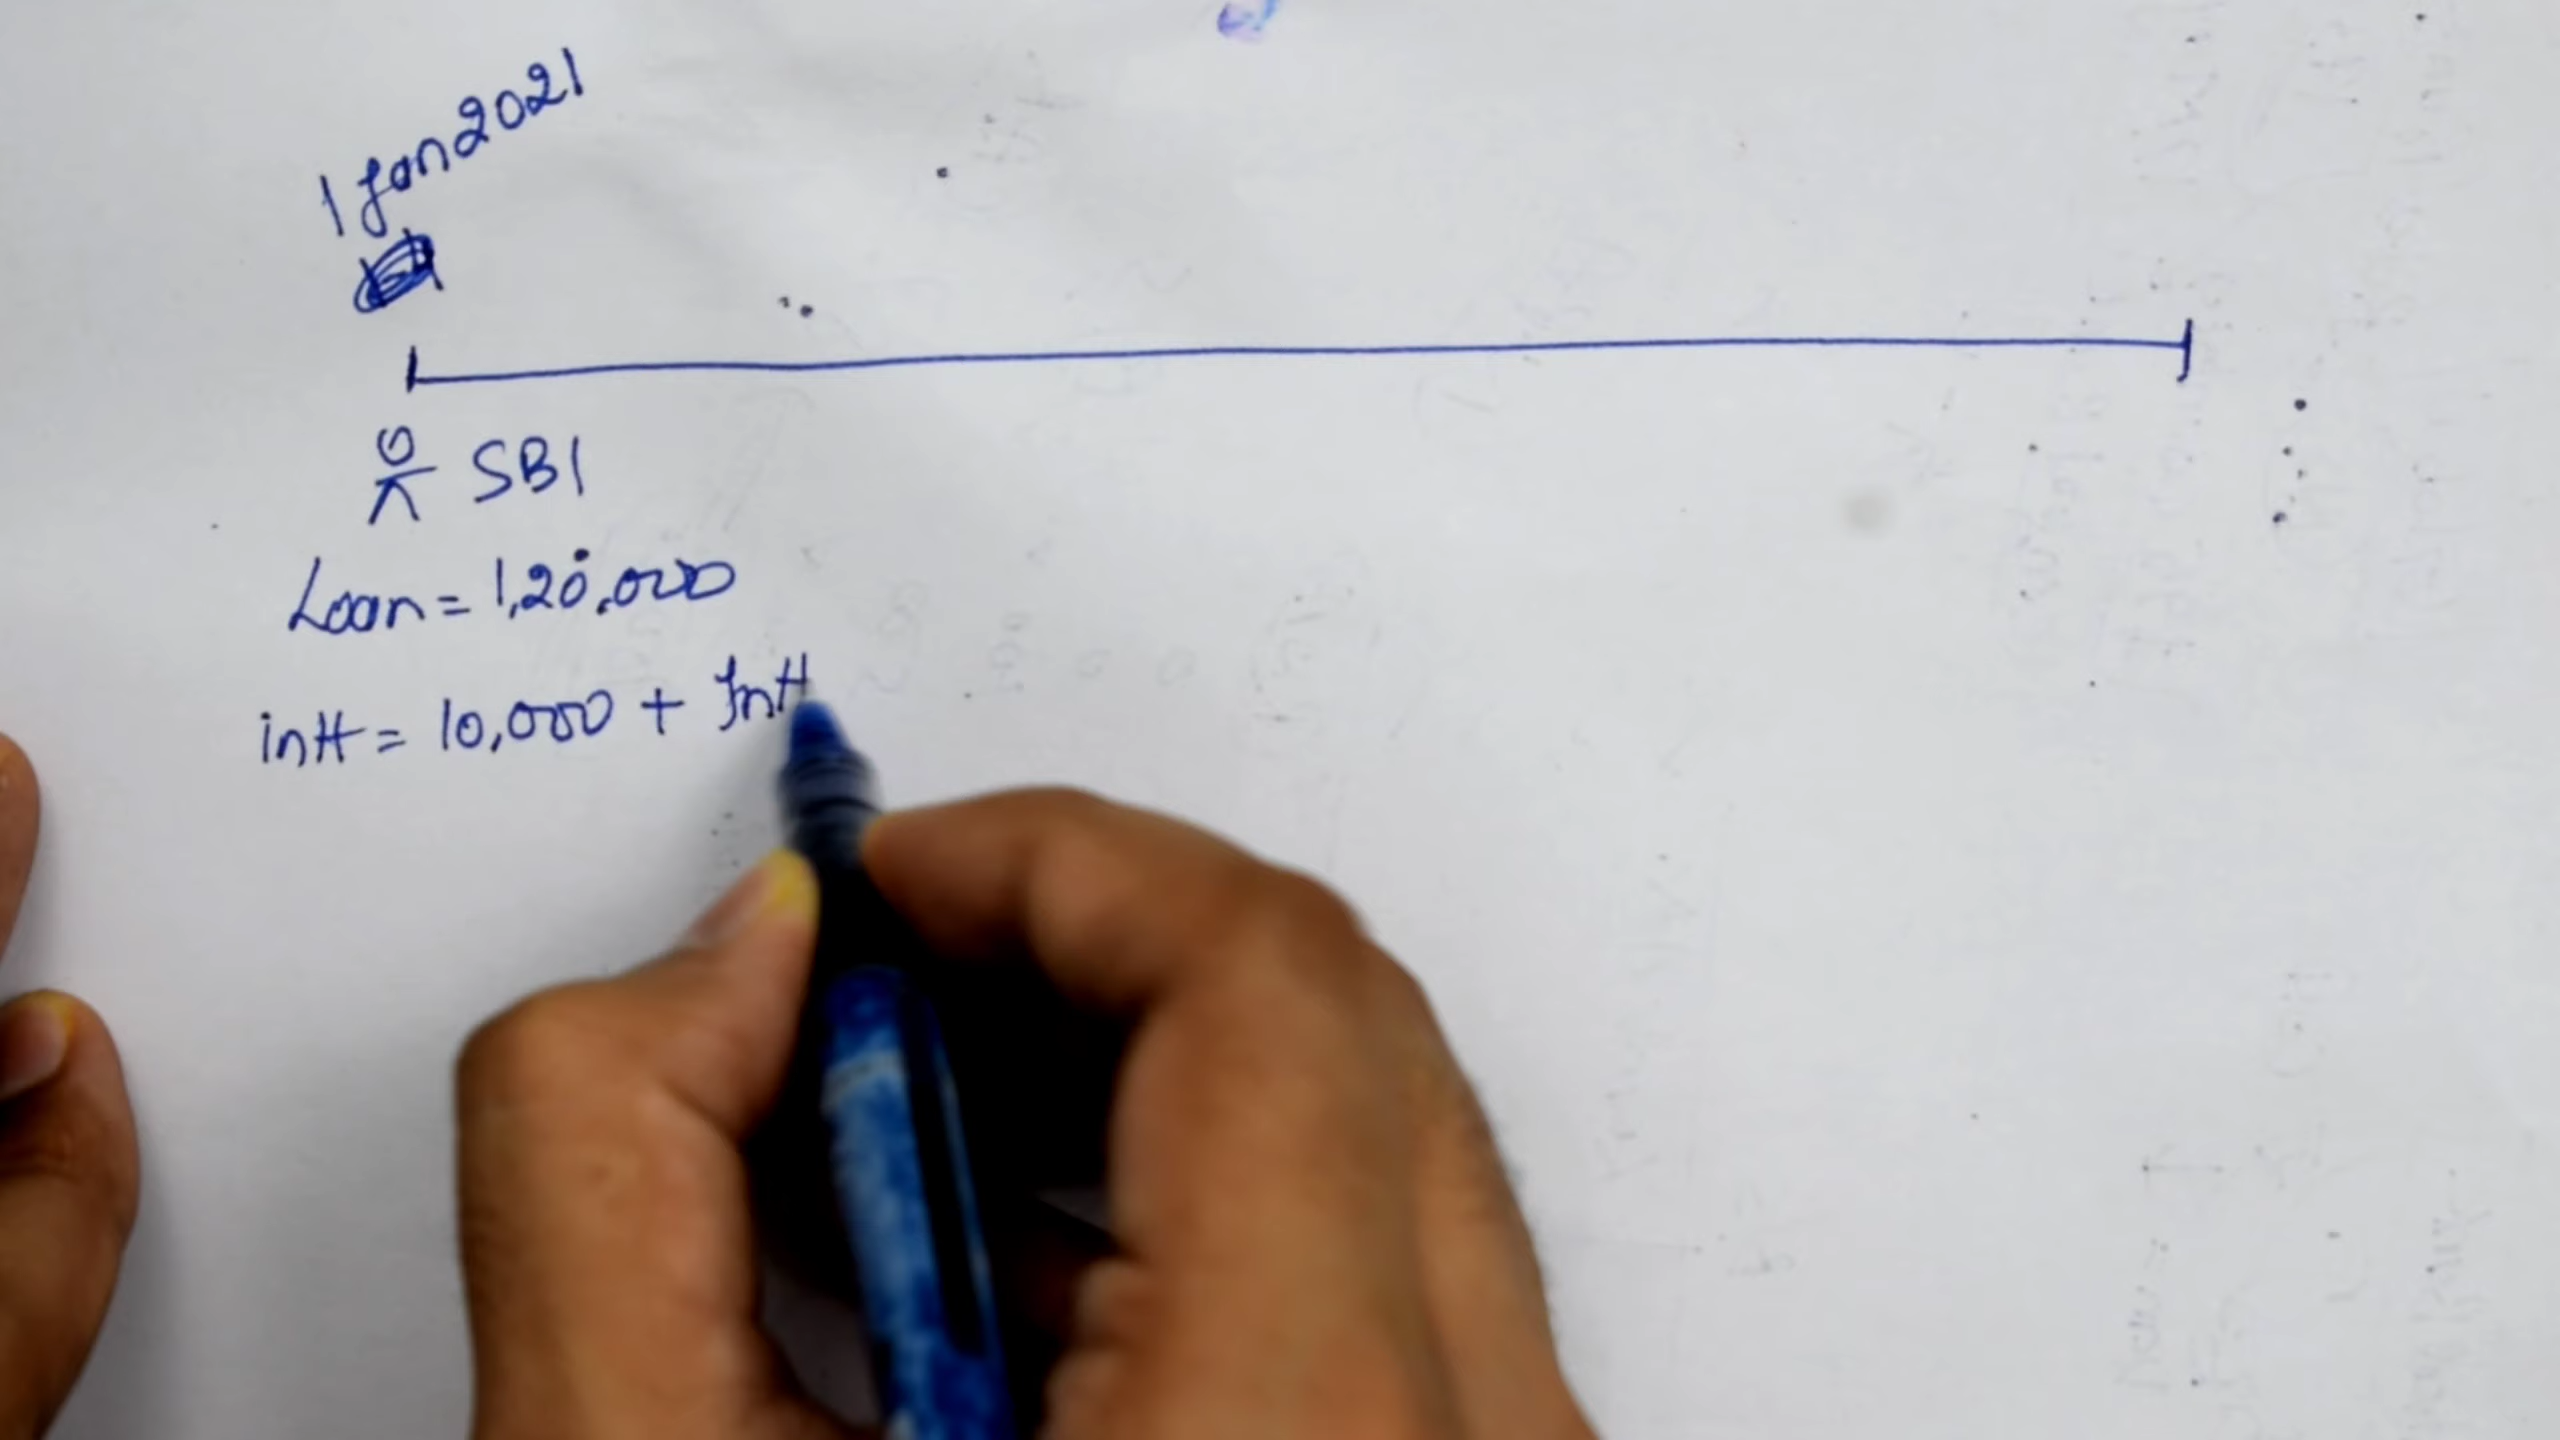 1 Jan 2021
SBI
Loan = 1,20,000
intt = 10,000 + Intt